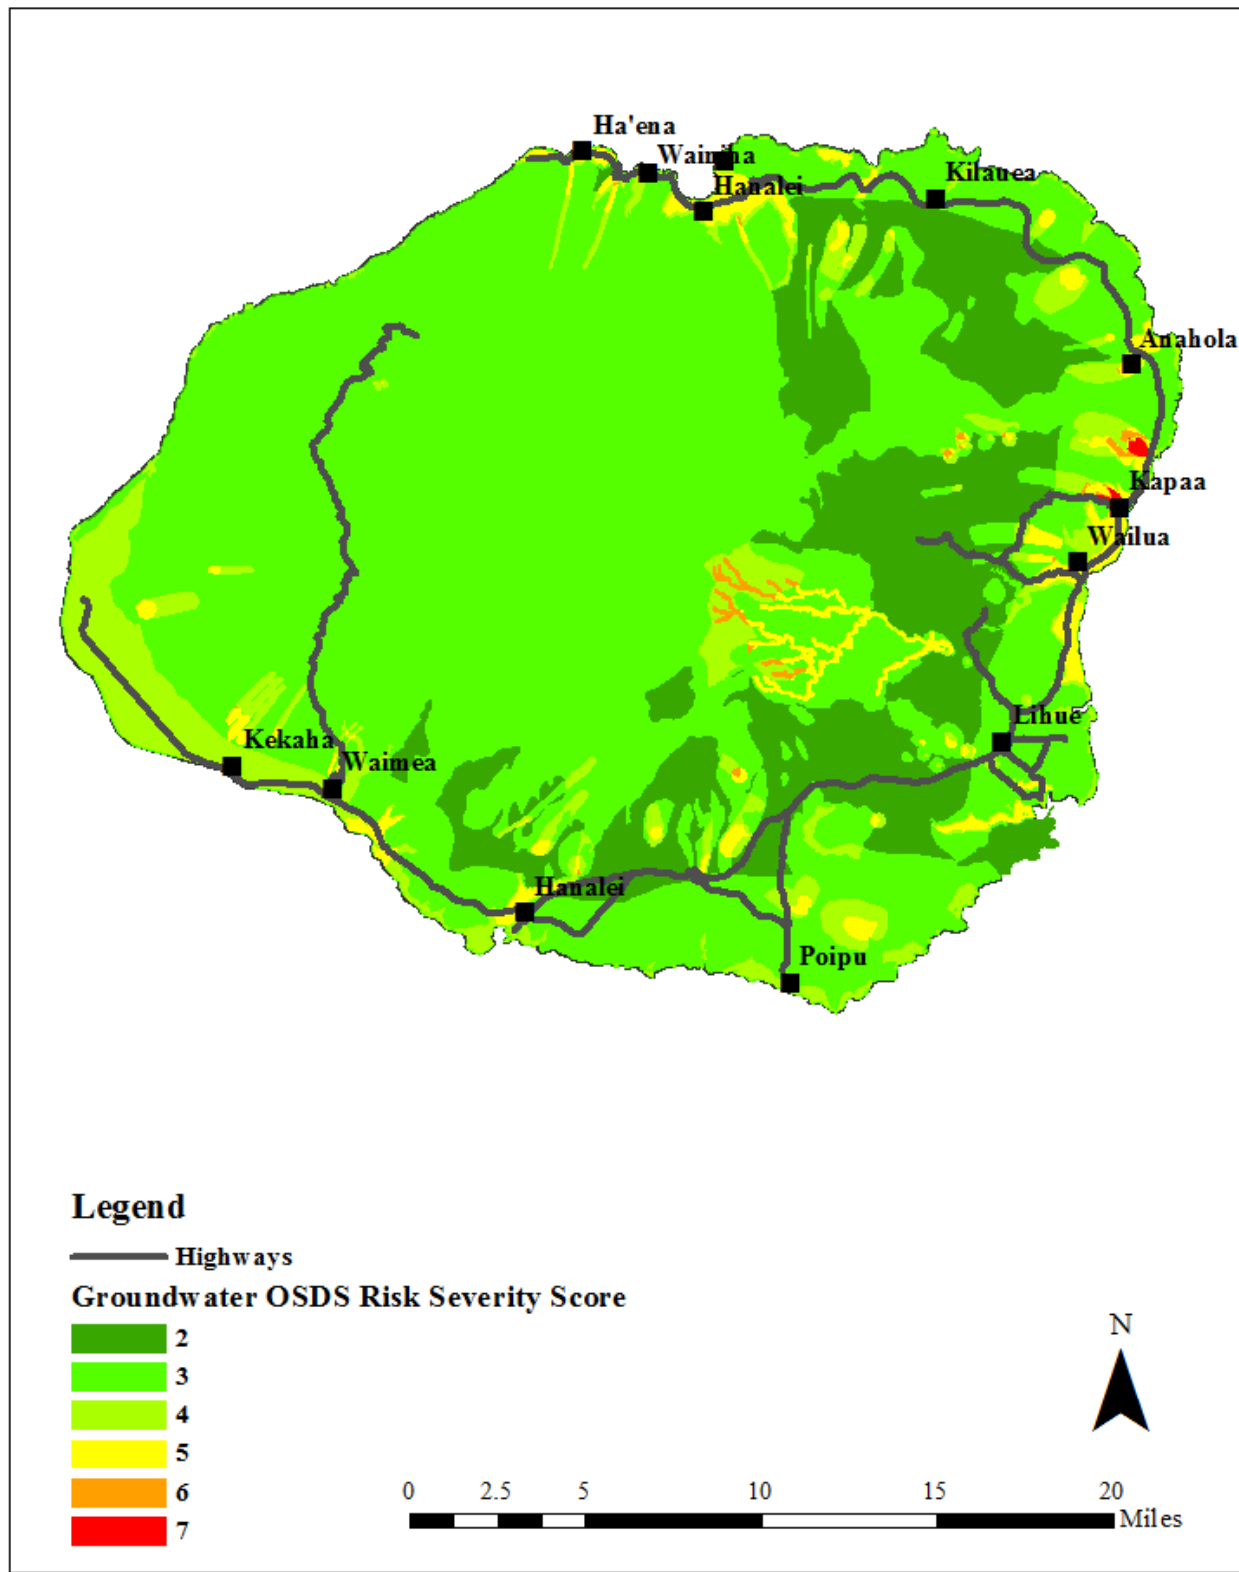 Ha'ena
Wainiha
Hanalei
Kilauea
Anahola
Kapaa
Wailua
Lihue
Kekaha
Waimea
Hanalei
Poipu
Legend
Highways
Groundwater OSDS Risk Severity Score
2
3
4
5
6
7
N
0 2.5 5 10 15 20
Miles